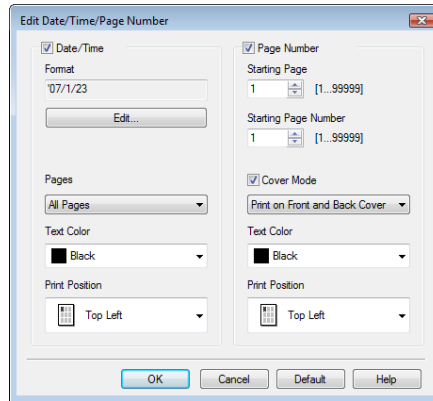 Edit Date/Time/Page Number
Date/Time
Format
'07/1/23
Edit...
Pages
All Pages
Text Color
Black
Print Position
Top Left
Page Number
Starting Page
1 [1...99999]
Starting Page Number
1 [1...99999]
Cover Mode
Print on Front and Back Cover
Text Color
Black
Print Position
Top Left
OK Cancel Default Help